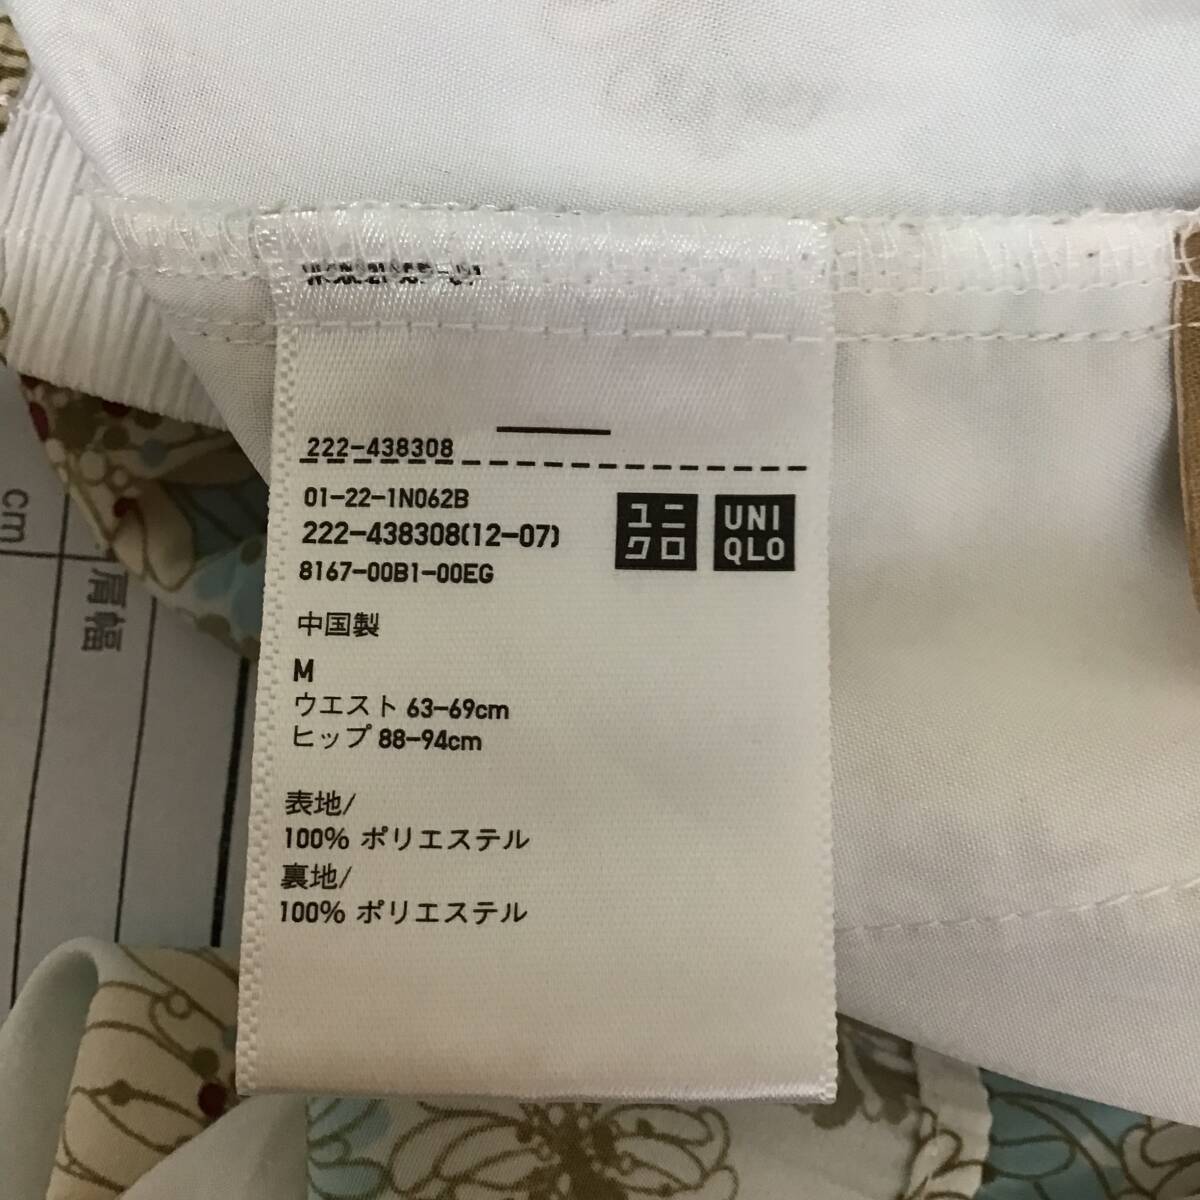 222-438308
01-22-1N062B
222-438308(12-07)
8167-00B1-00EG
ユニ
クロ
UNI
QLO
中国製
M
ウエスト 63-69cm
ヒップ 88-94cm
表地/
100% ポリエステル
裏地/
100% ポリエステル
肩幅
cm